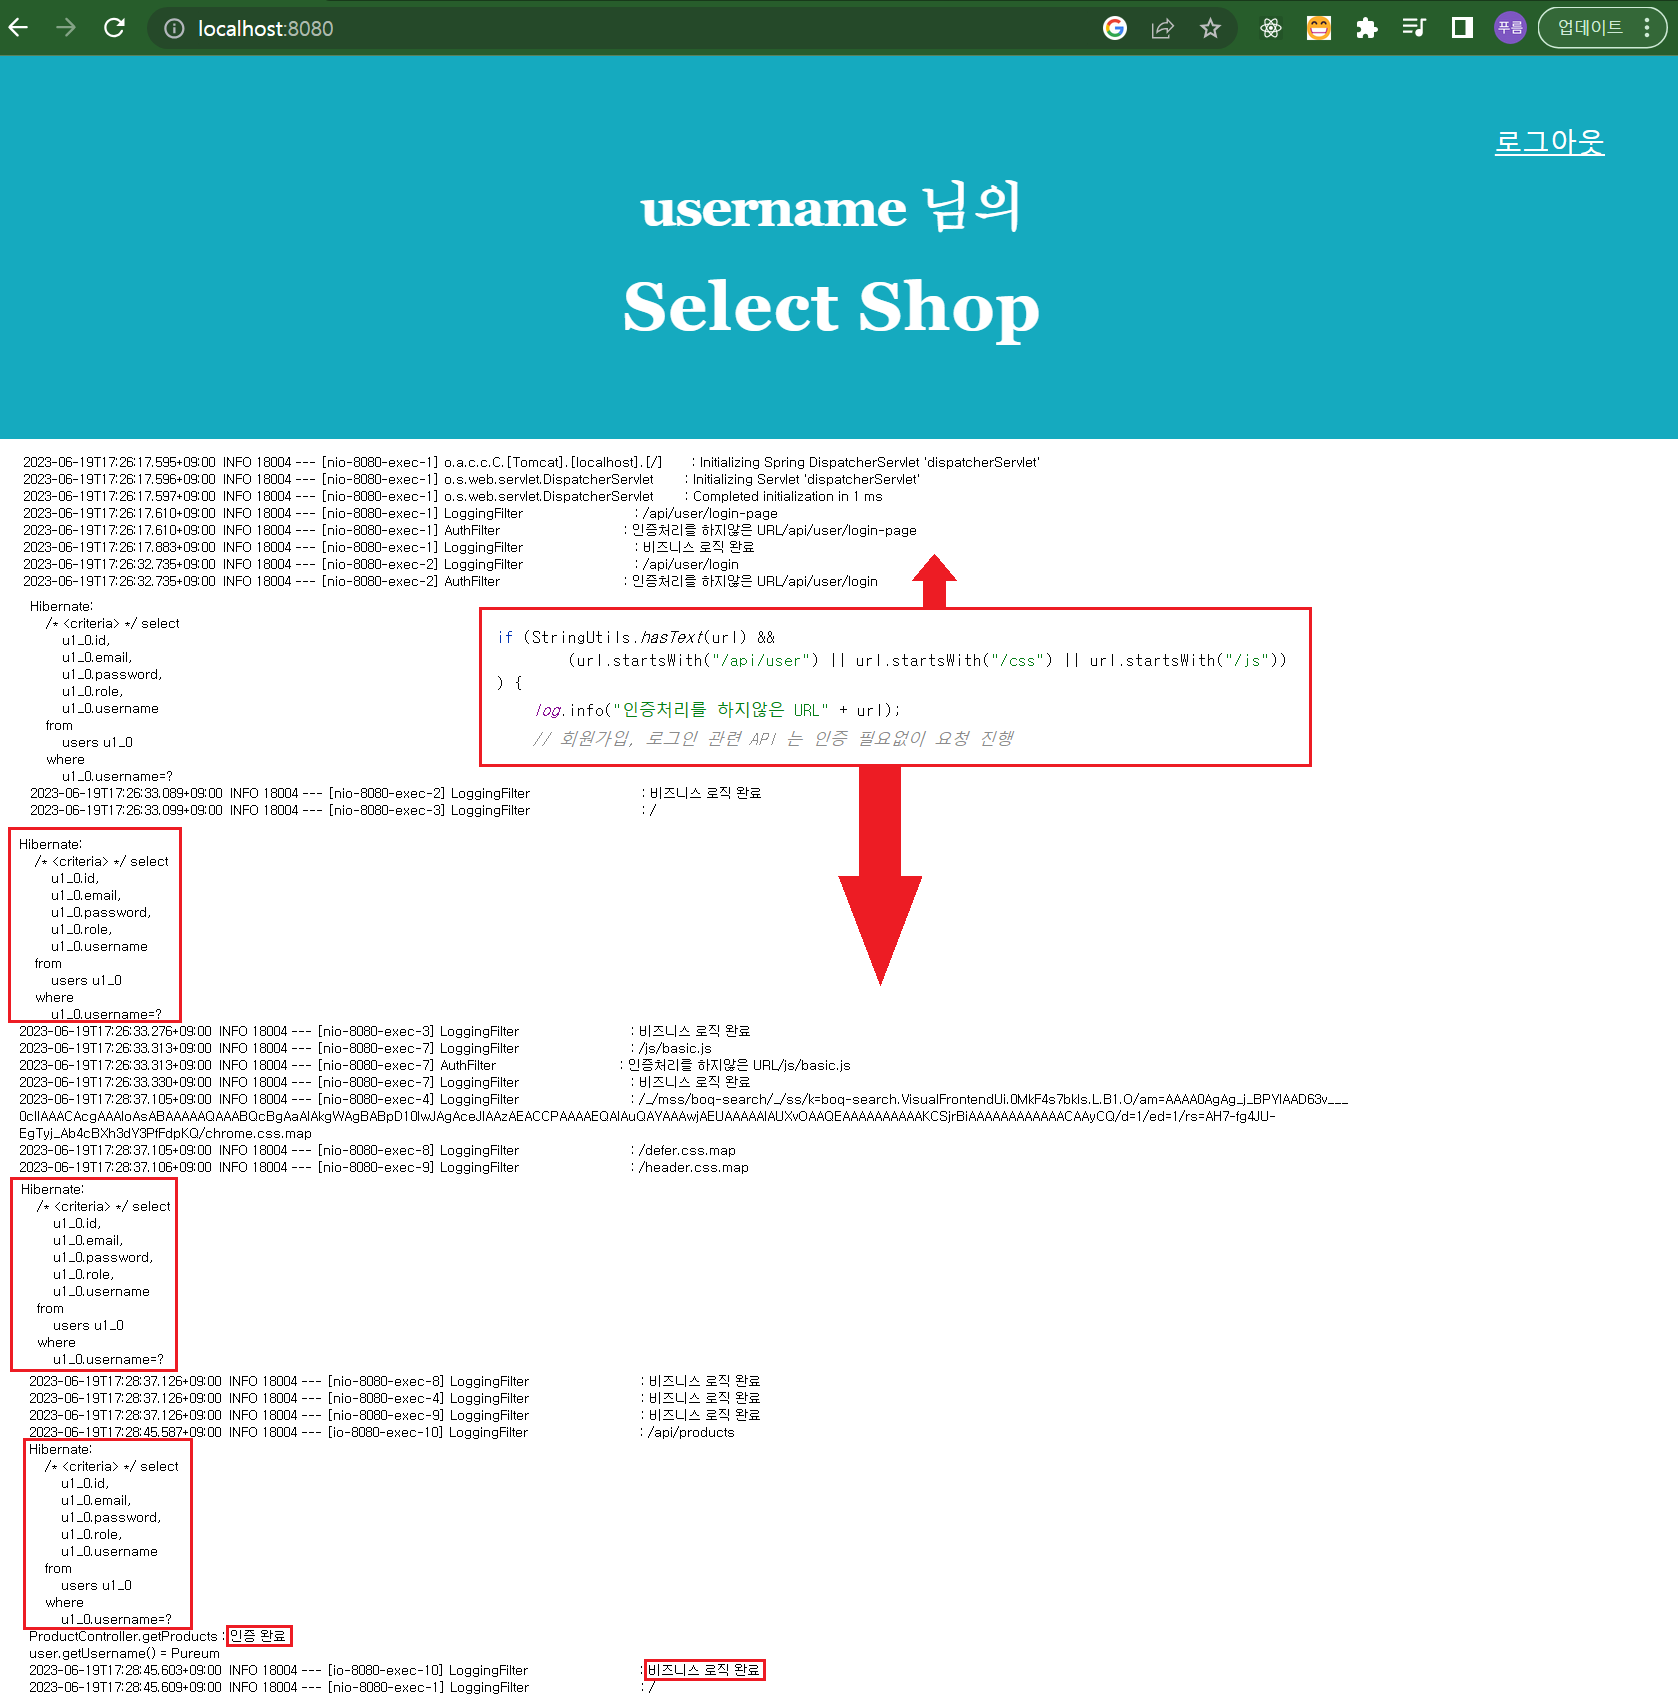 localhost:8080
푸름
업데이트
로그아웃
username 님의
Select Shop
2023-06-19T17:26:17.595+09:00 INFO 18004 --- [nio-8080-exec-1] o.a.c.c.C.[Tomcat].[localhost].[/] : Initializing Spring DispatcherServlet 'dispatcherServlet'
2023-06-19T17:26:17.596+09:00 INFO 18004 --- [nio-8080-exec-1] o.s.web.servlet.DispatcherServlet : Initializing Servlet 'dispatcherServlet'
2023-06-19T17:26:17.597+09:00 INFO 18004 --- [nio-8080-exec-1] o.s.web.servlet.DispatcherServlet : Completed initialization in 1 ms
2023-06-19T17:26:17.610+09:00 INFO 18004 --- [nio-8080-exec-1] LoggingFilter : /api/user/login-page
2023-06-19T17:26:17.610+09:00 INFO 18004 --- [nio-8080-exec-1] AuthFilter : 인증처리를 하지않은 URL/api/user/login-page
2023-06-19T17:26:17.883+09:00 INFO 18004 --- [nio-8080-exec-1] LoggingFilter : 비즈니스 로직 완료
2023-06-19T17:26:32.735+09:00 INFO 18004 --- [nio-8080-exec-2] LoggingFilter : /api/user/login
2023-06-19T17:26:32.735+09:00 INFO 18004 --- [nio-8080-exec-2] AuthFilter : 인증처리를 하지않은 URL/api/user/login
Hibernate:
/* <criteria> */ select
u1_0.id,
u1_0.email,
u1_0.password,
u1_0.role,
u1_0.username
from
users u1_0
where
u1_0.username=?
if (StringUtils.hasText(url) &&
(url.startsWith("/api/user") || url.startsWith("/css") || url.startsWith("/js"))
) {
log.info("인증처리를 하지않은 URL" + url);
// 회원가입, 로그인 관련 API 는 인증 필요없이 요청 진행
2023-06-19T17:26:33.089+09:00 INFO 18004 --- [nio-8080-exec-2] LoggingFilter : 비즈니스 로직 완료
2023-06-19T17:26:33.099+09:00 INFO 18004 --- [nio-8080-exec-3] LoggingFilter : /
Hibernate:
/* <criteria> */ select
u1_0.id,
u1_0.email,
u1_0.password,
u1_0.role,
u1_0.username
from
users u1_0
where
u1_0.username=?
2023-06-19T17:26:33.276+09:00 INFO 18004 --- [nio-8080-exec-3] LoggingFilter : 비즈니스 로직 완료
2023-06-19T17:26:33.313+09:00 INFO 18004 --- [nio-8080-exec-7] LoggingFilter : /js/basic.js
2023-06-19T17:26:33.313+09:00 INFO 18004 --- [nio-8080-exec-7] AuthFilter : 인증처리를 하지않은 URL/js/basic.js
2023-06-19T17:26:33.330+09:00 INFO 18004 --- [nio-8080-exec-7] LoggingFilter : 비즈니스 로직 완료
2023-06-19T17:28:37.105+09:00 INFO 18004 --- [nio-8080-exec-4] LoggingFilter : /_/mss/boq-search/_/ss/k=boq-search.VisualFrontendUi.0MkF4s7bkls.L.B1.O/am=AAAA0AgAg_j_BPYIAAD63v___
0clIAAACAcgAAAIoAsABAAAAAQAAABQcBgAaAIAkgWAgBABpD10IwJAgAceJIAAzAEACCPAAAAEQAIAuQAYAAAwjAEUAAAAAIAUXvOAAQEAAAAAAAAAAKCSjrBiAAAAAAAAAAAACAAyCQ/d=1/ed=1/rs=AH7-fg4JU-
EgTyj_Ab4cBXh3dY3PfFdpKQ/chrome.css.map
2023-06-19T17:28:37.105+09:00 INFO 18004 --- [nio-8080-exec-8] LoggingFilter : /defer.css.map
2023-06-19T17:28:37.106+09:00 INFO 18004 --- [nio-8080-exec-9] LoggingFilter : /header.css.map
Hibernate:
/* <criteria> */ select
u1_0.id,
u1_0.email,
u1_0.password,
u1_0.role,
u1_0.username
from
users u1_0
where
u1_0.username=?
2023-06-19T17:28:37.126+09:00 INFO 18004 --- [nio-8080-exec-8] LoggingFilter : 비즈니스 로직 완료
2023-06-19T17:28:37.126+09:00 INFO 18004 --- [nio-8080-exec-4] LoggingFilter : 비즈니스 로직 완료
2023-06-19T17:28:37.126+09:00 INFO 18004 --- [nio-8080-exec-9] LoggingFilter : 비즈니스 로직 완료
2023-06-19T17:28:45.587+09:00 INFO 18004 --- [io-8080-exec-10] LoggingFilter : /api/products
Hibernate:
/* <criteria> */ select
u1_0.id,
u1_0.email,
u1_0.password,
u1_0.role,
u1_0.username
from
users u1_0
where
u1_0.username=?
ProductController.getProducts : 인증 완료
user.getUsername() = Pureum
2023-06-19T17:28:45.603+09:00 INFO 18004 --- [io-8080-exec-10] LoggingFilter : 비즈니스 로직 완료
2023-06-19T17:28:45.609+09:00 INFO 18004 --- [nio-8080-exec-1] LoggingFilter : /